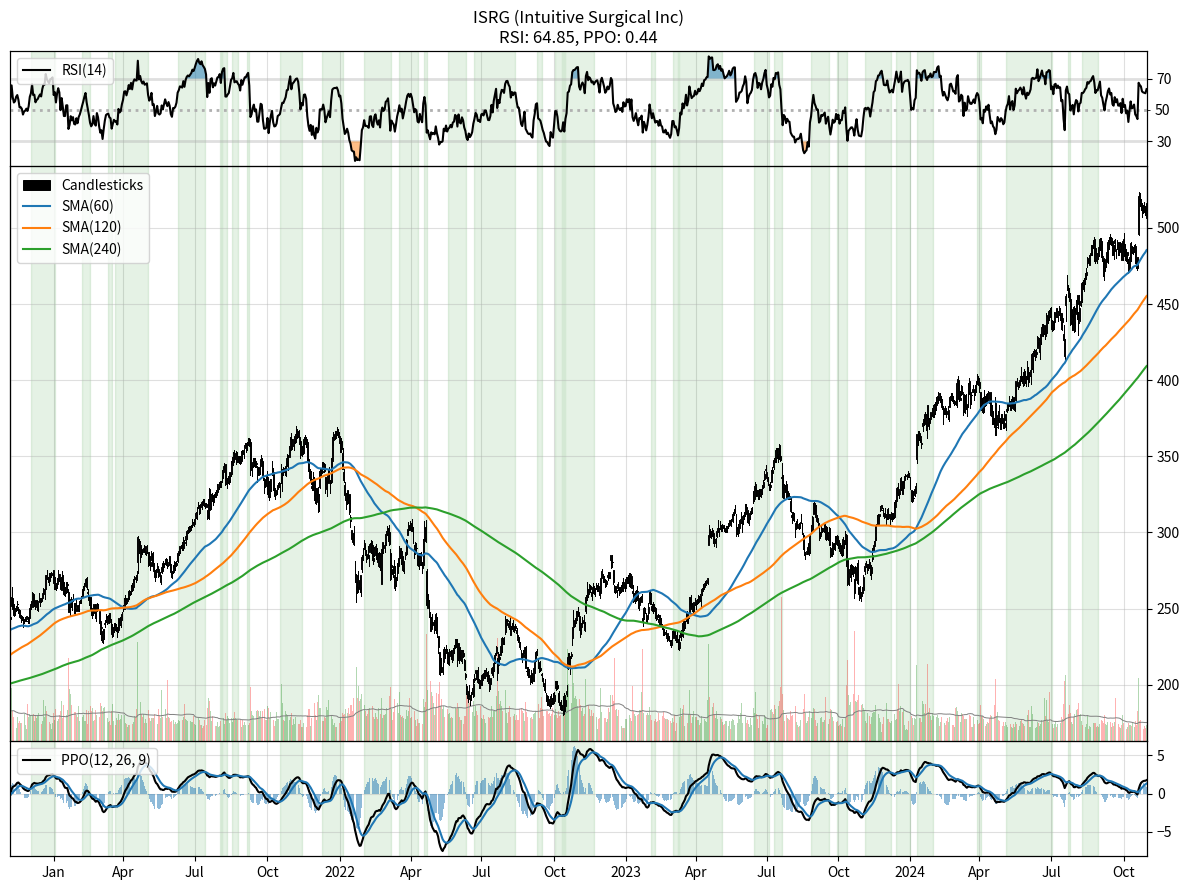 ISRG (Intuitive Surgical Inc)
RSI: 64.85, PPO: 0.44
RSI(14)
70
50
30
Candlesticks
SMA(60)
SMA(120)
SMA(240)
500
450
400
350
300
250
200
PPO(12, 26, 9)
5
0
−5
Jan Apr Jul Oct 2022 Apr Jul Oct 2023 Apr Jul Oct 2024 Apr Jul Oct